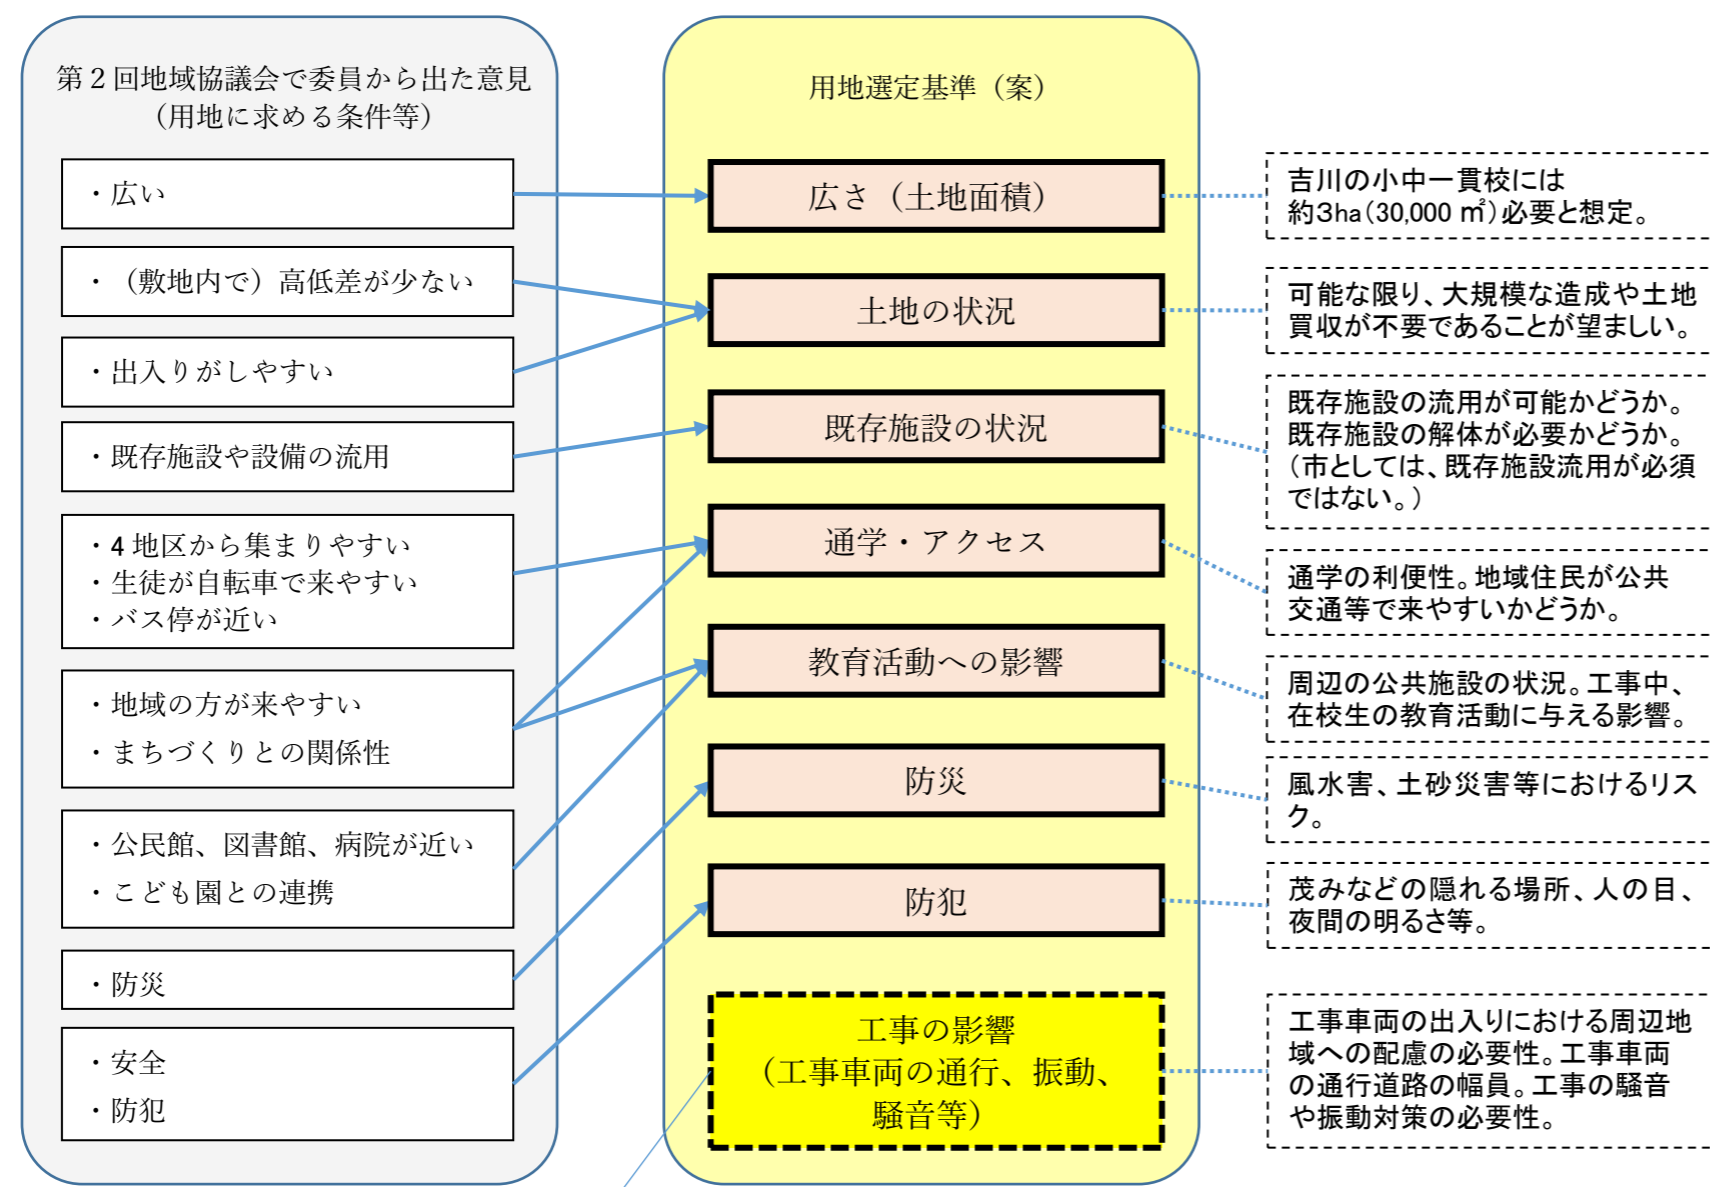 第２回地域協議会で委員から出た意見
（用地に求める条件等）
・広い
・（敷地内で）高低差が少ない
・出入りがしやすい
・既存施設や設備の流用
・4 地区から集まりやすい
・生徒が自転車で来やすい
・バス停が近い
・地域の方が来やすい
・まちづくりとの関係性
・公民館、図書館、病院が近い
・こども園との連携
・防災
・安全
・防犯
用地選定基準（案）
広さ（土地面積）
土地の状況
既存施設の状況
通学・アクセス
教育活動への影響
防災
防犯
工事の影響
（工事車両の通行、振動、
騒音等）
吉川の小中一貫校には
約3ha（30,000 ㎡）必要と想定。
可能な限り、大規模な造成や土地
買収が不要であることが望ましい。
既存施設の流用が可能かどうか。
既存施設の解体が必要かどうか。
（市としては、既存施設流用が必須
ではない。）
通学の利便性。地域住民が公共
交通等で来やすいかどうか。
周辺の公共施設の状況。工事中、
在校生の教育活動に与える影響。
風水害、土砂災害等におけるリス
ク。
茂みなどの隠れる場所、人の目、
夜間の明るさ等。
工事車両の出入りにおける周辺地
域への配慮の必要性。工事車両
の通行道路の幅員。工事の騒音
や振動対策の必要性。